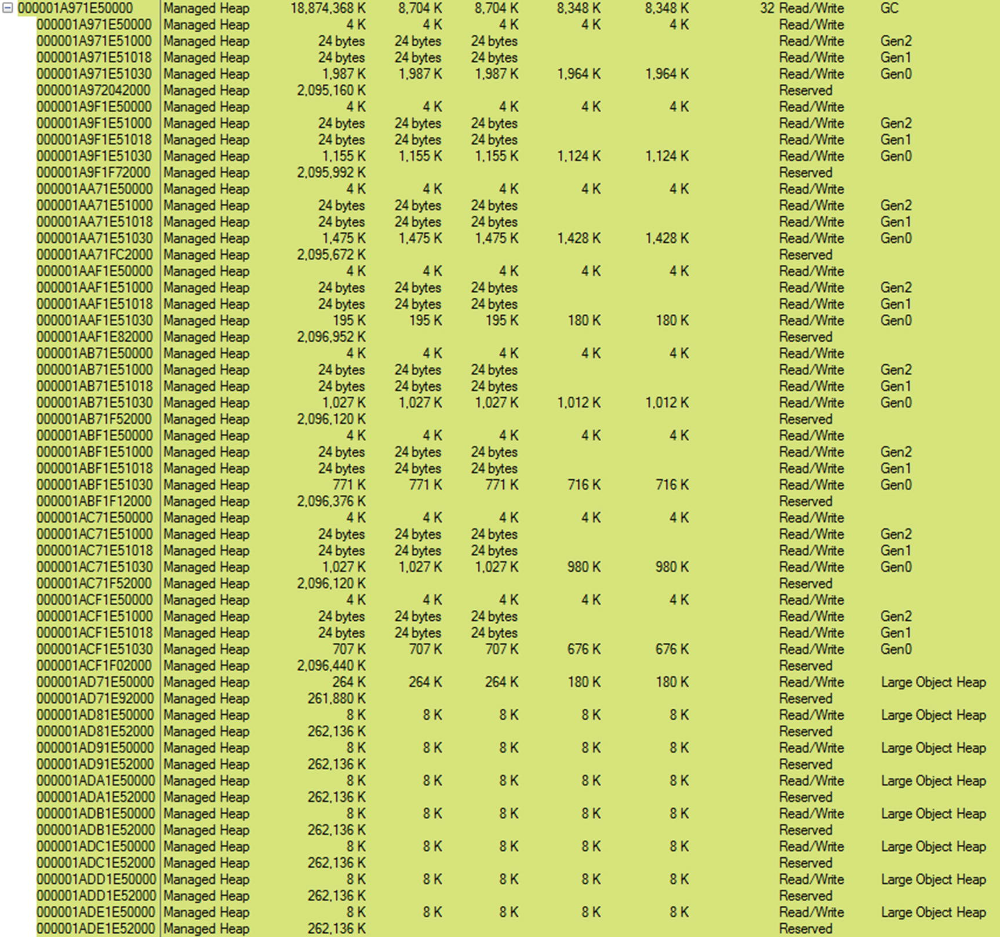 000001A971E50000 Managed Heap 18,874,368 K 8,704 K 8,704 K 8,348 K 8,348 K 32 Read/Write GC
000001A971E50000 Managed Heap 4 K 4 K 4 K 4 K 4 K Read/Write
000001A971E51000 Managed Heap 24 bytes 24 bytes 24 bytes Read/Write Gen2
000001A971E51018 Managed Heap 24 bytes 24 bytes 24 bytes Read/Write Gen1
000001A971E51030 Managed Heap 1,987 K 1,987 K 1,987 K 1,964 K 1,964 K Read/Write Gen0
000001A972042000 Managed Heap 2,095,160 K Reserved
000001A9F1E50000 Managed Heap 4 K 4 K 4 K 4 K 4 K Read/Write
000001A9F1E51000 Managed Heap 24 bytes 24 bytes 24 bytes Read/Write Gen2
000001A9F1E51018 Managed Heap 24 bytes 24 bytes 24 bytes Read/Write Gen1
000001A9F1E51030 Managed Heap 1,155 K 1,155 K 1,155 K 1,124 K 1,124 K Read/Write Gen0
000001A9F1F72000 Managed Heap 2,095,992 K Reserved
000001AA71E50000 Managed Heap 4 K 4 K 4 K 4 K 4 K Read/Write
000001AA71E51000 Managed Heap 24 bytes 24 bytes 24 bytes Read/Write Gen2
000001AA71E51018 Managed Heap 24 bytes 24 bytes 24 bytes Read/Write Gen1
000001AA71E51030 Managed Heap 1,475 K 1,475 K 1,475 K 1,428 K 1,428 K Read/Write Gen0
000001AA71FC2000 Managed Heap 2,095,672 K Reserved
000001AAF1E50000 Managed Heap 4 K 4 K 4 K 4 K 4 K Read/Write
000001AAF1E51000 Managed Heap 24 bytes 24 bytes 24 bytes Read/Write Gen2
000001AAF1E51018 Managed Heap 24 bytes 24 bytes 24 bytes Read/Write Gen1
000001AAF1E51030 Managed Heap 195 K 195 K 195 K 180 K 180 K Read/Write Gen0
000001AAF1E82000 Managed Heap 2,096,952 K Reserved
000001AB71E50000 Managed Heap 4 K 4 K 4 K 4 K 4 K Read/Write
000001AB71E51000 Managed Heap 24 bytes 24 bytes 24 bytes Read/Write Gen2
000001AB71E51018 Managed Heap 24 bytes 24 bytes 24 bytes Read/Write Gen1
000001AB71E51030 Managed Heap 1,027 K 1,027 K 1,027 K 1,012 K 1,012 K Read/Write Gen0
000001AB71F52000 Managed Heap 2,096,120 K Reserved
000001ABF1E50000 Managed Heap 4 K 4 K 4 K 4 K 4 K Read/Write
000001ABF1E51000 Managed Heap 24 bytes 24 bytes 24 bytes Read/Write Gen2
000001ABF1E51018 Managed Heap 24 bytes 24 bytes 24 bytes Read/Write Gen1
000001ABF1E51030 Managed Heap 771 K 771 K 771 K 716 K 716 K Read/Write Gen0
000001ABF1F12000 Managed Heap 2,096,376 K Reserved
000001AC71E50000 Managed Heap 4 K 4 K 4 K 4 K 4 K Read/Write
000001AC71E51000 Managed Heap 24 bytes 24 bytes 24 bytes Read/Write Gen2
000001AC71E51018 Managed Heap 24 bytes 24 bytes 24 bytes Read/Write Gen1
000001AC71E51030 Managed Heap 1,027 K 1,027 K 1,027 K 980 K 980 K Read/Write Gen0
000001AC71F52000 Managed Heap 2,096,120 K Reserved
000001ACF1E50000 Managed Heap 4 K 4 K 4 K 4 K 4 K Read/Write
000001ACF1E51000 Managed Heap 24 bytes 24 bytes 24 bytes Read/Write Gen2
000001ACF1E51018 Managed Heap 24 bytes 24 bytes 24 bytes Read/Write Gen1
000001ACF1E51030 Managed Heap 707 K 707 K 707 K 676 K 676 K Read/Write Gen0
000001ACF1F02000 Managed Heap 2,096,440 K Reserved
000001AD71E50000 Managed Heap 264 K 264 K 264 K 180 K 180 K Read/Write Large Object Heap
000001AD71E92000 Managed Heap 261,880 K Reserved
000001AD81E50000 Managed Heap 8 K 8 K 8 K 8 K 8 K Read/Write Large Object Heap
000001AD81E52000 Managed Heap 262,136 K Reserved
000001AD91E50000 Managed Heap 8 K 8 K 8 K 8 K 8 K Read/Write Large Object Heap
000001AD91E52000 Managed Heap 262,136 K Reserved
000001ADA1E50000 Managed Heap 8 K 8 K 8 K 8 K 8 K Read/Write Large Object Heap
000001ADA1E52000 Managed Heap 262,136 K Reserved
000001ADB1E50000 Managed Heap 8 K 8 K 8 K 8 K 8 K Read/Write Large Object Heap
000001ADB1E52000 Managed Heap 262,136 K Reserved
000001ADC1E50000 Managed Heap 8 K 8 K 8 K 8 K 8 K Read/Write Large Object Heap
000001ADC1E52000 Managed Heap 262,136 K Reserved
000001ADD1E50000 Managed Heap 8 K 8 K 8 K 8 K 8 K Read/Write Large Object Heap
000001ADD1E52000 Managed Heap 262,136 K Reserved
000001ADE1E50000 Managed Heap 8 K 8 K 8 K 8 K 8 K Read/Write Large Object Heap
000001ADE1E52000 Managed Heap 262,136 K Reserved